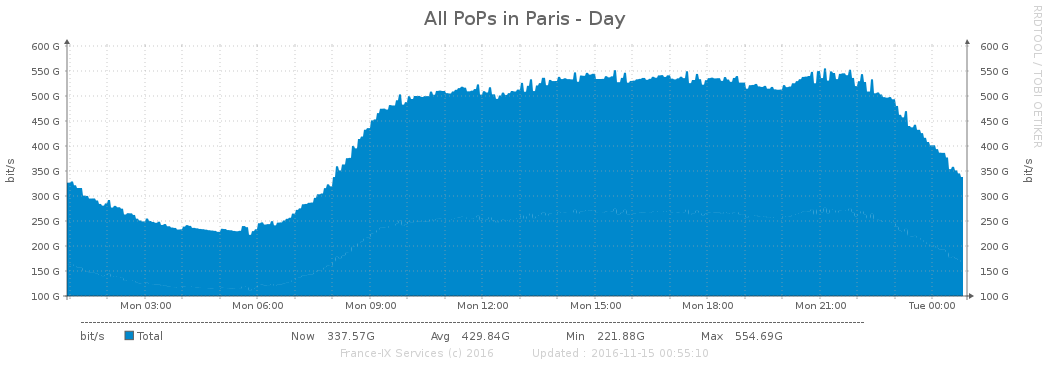 All PoPs in Paris - Day
RRDTOOL / TOBI OETIKER
600 G 600 G
550 G 550 G
500 G 500 G
450 G 450 G
400 G 400 G
350 G 350 G
300 G 300 G
250 G 250 G
200 G 200 G
150 G 150 G
100 G 100 G
bit/s bit/s
Mon 03:00 Mon 06:00 Mon 09:00 Mon 12:00 Mon 15:00 Mon 18:00 Mon 21:00 Tue 00:00
bit/s Total Now 337.57G Avg 429.84G Min 221.88G Max 554.69G
France-IX Services (c) 2016 Updated : 2016-11-15 00:55:10